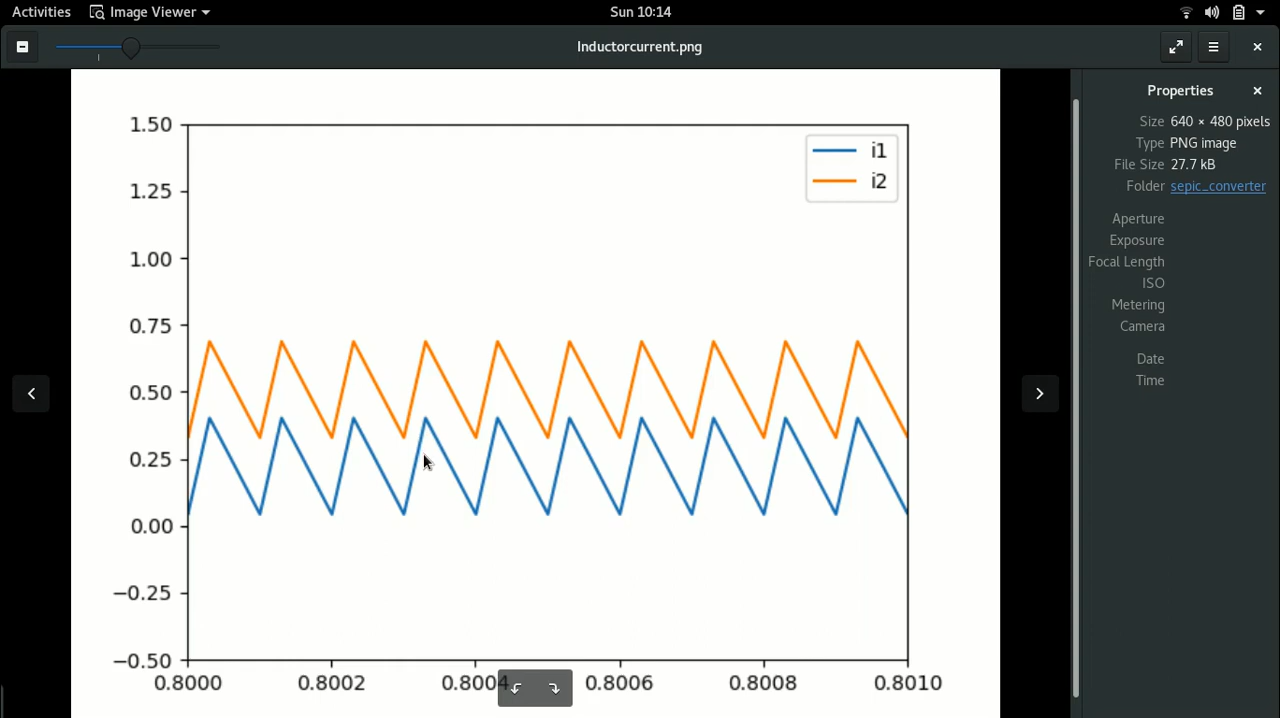 Activities
Image Viewer
Sun 10:14
Inductorcurrent.png
Properties
Size 640 × 480 pixels
Type PNG image
File Size 27.7 kB
Folder sepic_converter
Aperture
Exposure
Focal Length
ISO
Metering
Camera
Date
Time
i1
i2
1.50
1.25
1.00
0.75
0.50
0.25
0.00
−0.25
−0.50
0.8000 0.8002 0.8004 0.8006 0.8008 0.8010